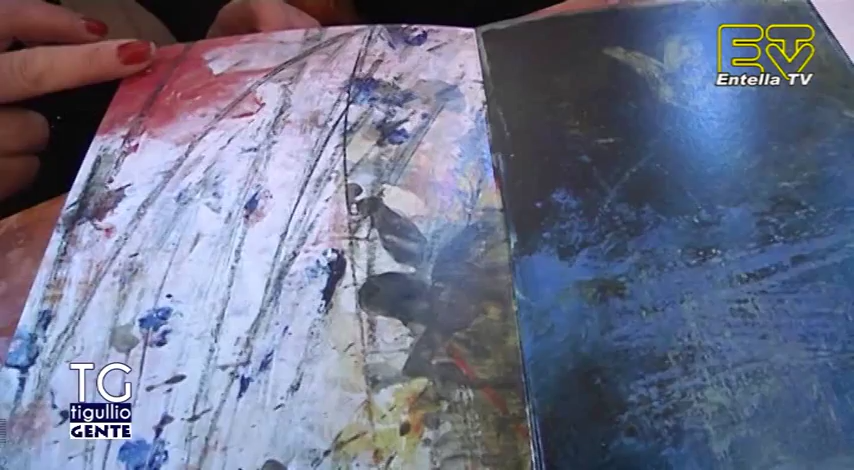 ETV
Entella TV
TG
tigullio
GENTE